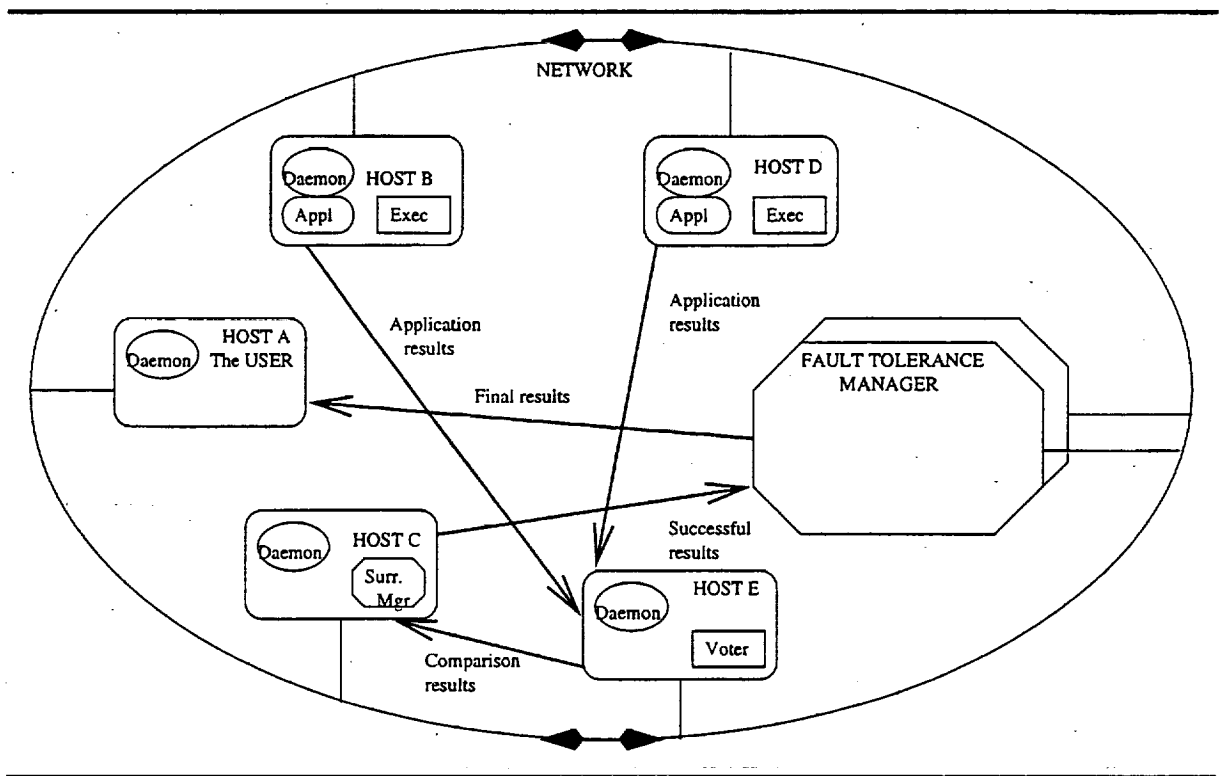 NETWORK
Daemon
HOST B
Appl
Exec
Daemon
HOST D
Appl
Exec
Application
results
Application
results
HOST A
The USER
Daemon
FAULT TOLERANCE
MANAGER
Final results
Daemon
HOST C
Surr.
Mgr
Successful
results
Daemon
HOST E
Voter
Comparison
results